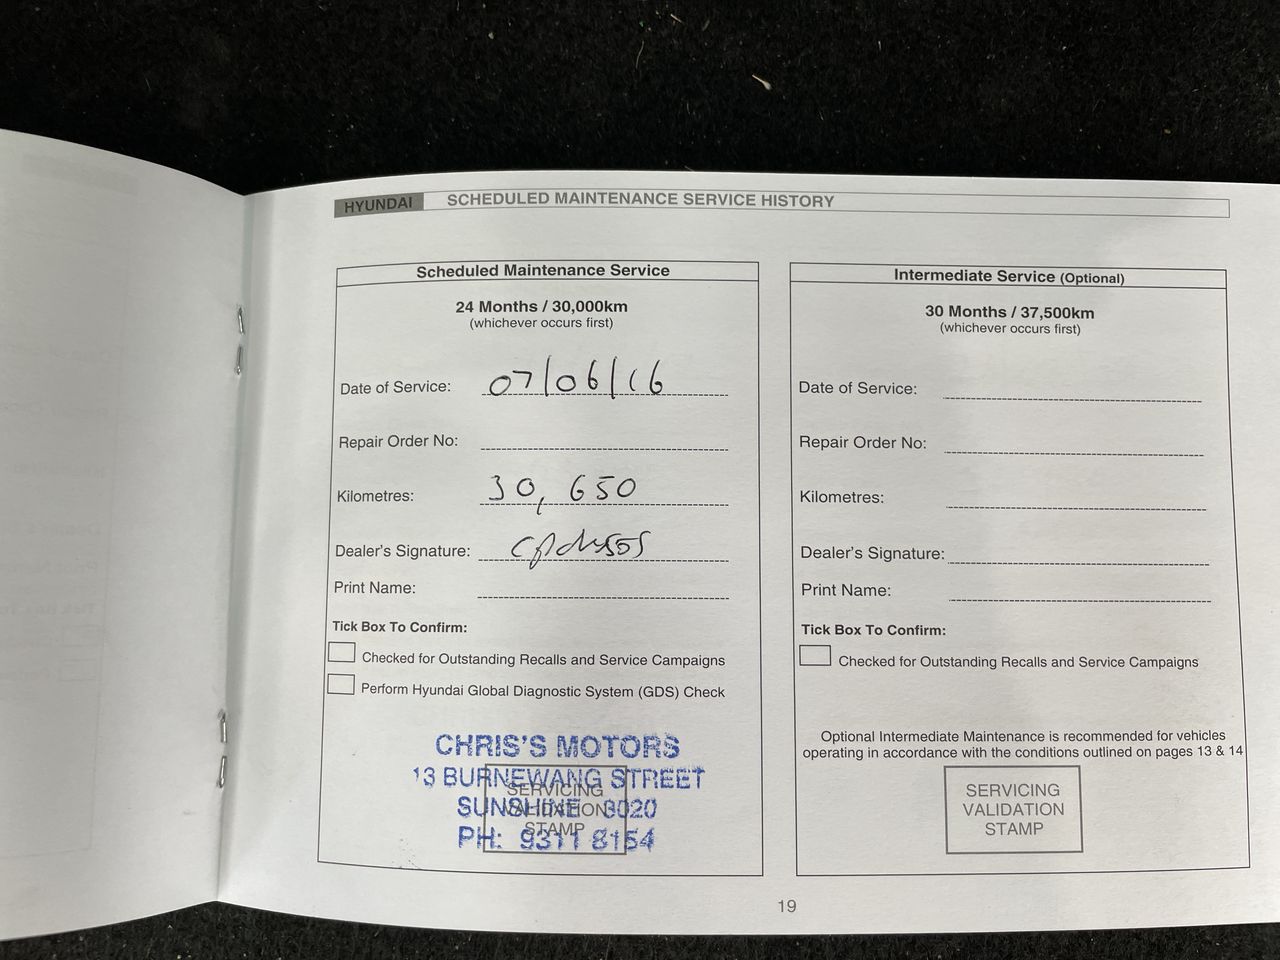 HYUNDAI SCHEDULED MAINTENANCE SERVICE HISTORY
Scheduled Maintenance Service
24 Months / 30,000km
(whichever occurs first)
Date of Service: 07/06/16
Repair Order No:
Kilometres: 30,650
Dealer's Signature:
Print Name:
Tick Box To Confirm:
Checked for Outstanding Recalls and Service Campaigns
Perform Hyundai Global Diagnostic System (GDS) Check
CHRIS'S MOTORS
13 BURNEWANG STREET
SERVICING
SUNSHINE 3020
VALIDATION
STAMP
PH: 9311 8154
Intermediate Service (Optional)
30 Months / 37,500km
(whichever occurs first)
Date of Service:
Repair Order No:
Kilometres:
Dealer's Signature:
Print Name:
Tick Box To Confirm:
Checked for Outstanding Recalls and Service Campaigns
Optional Intermediate Maintenance is recommended for vehicles
operating in accordance with the conditions outlined on pages 13 & 14
SERVICING
VALIDATION
STAMP
19